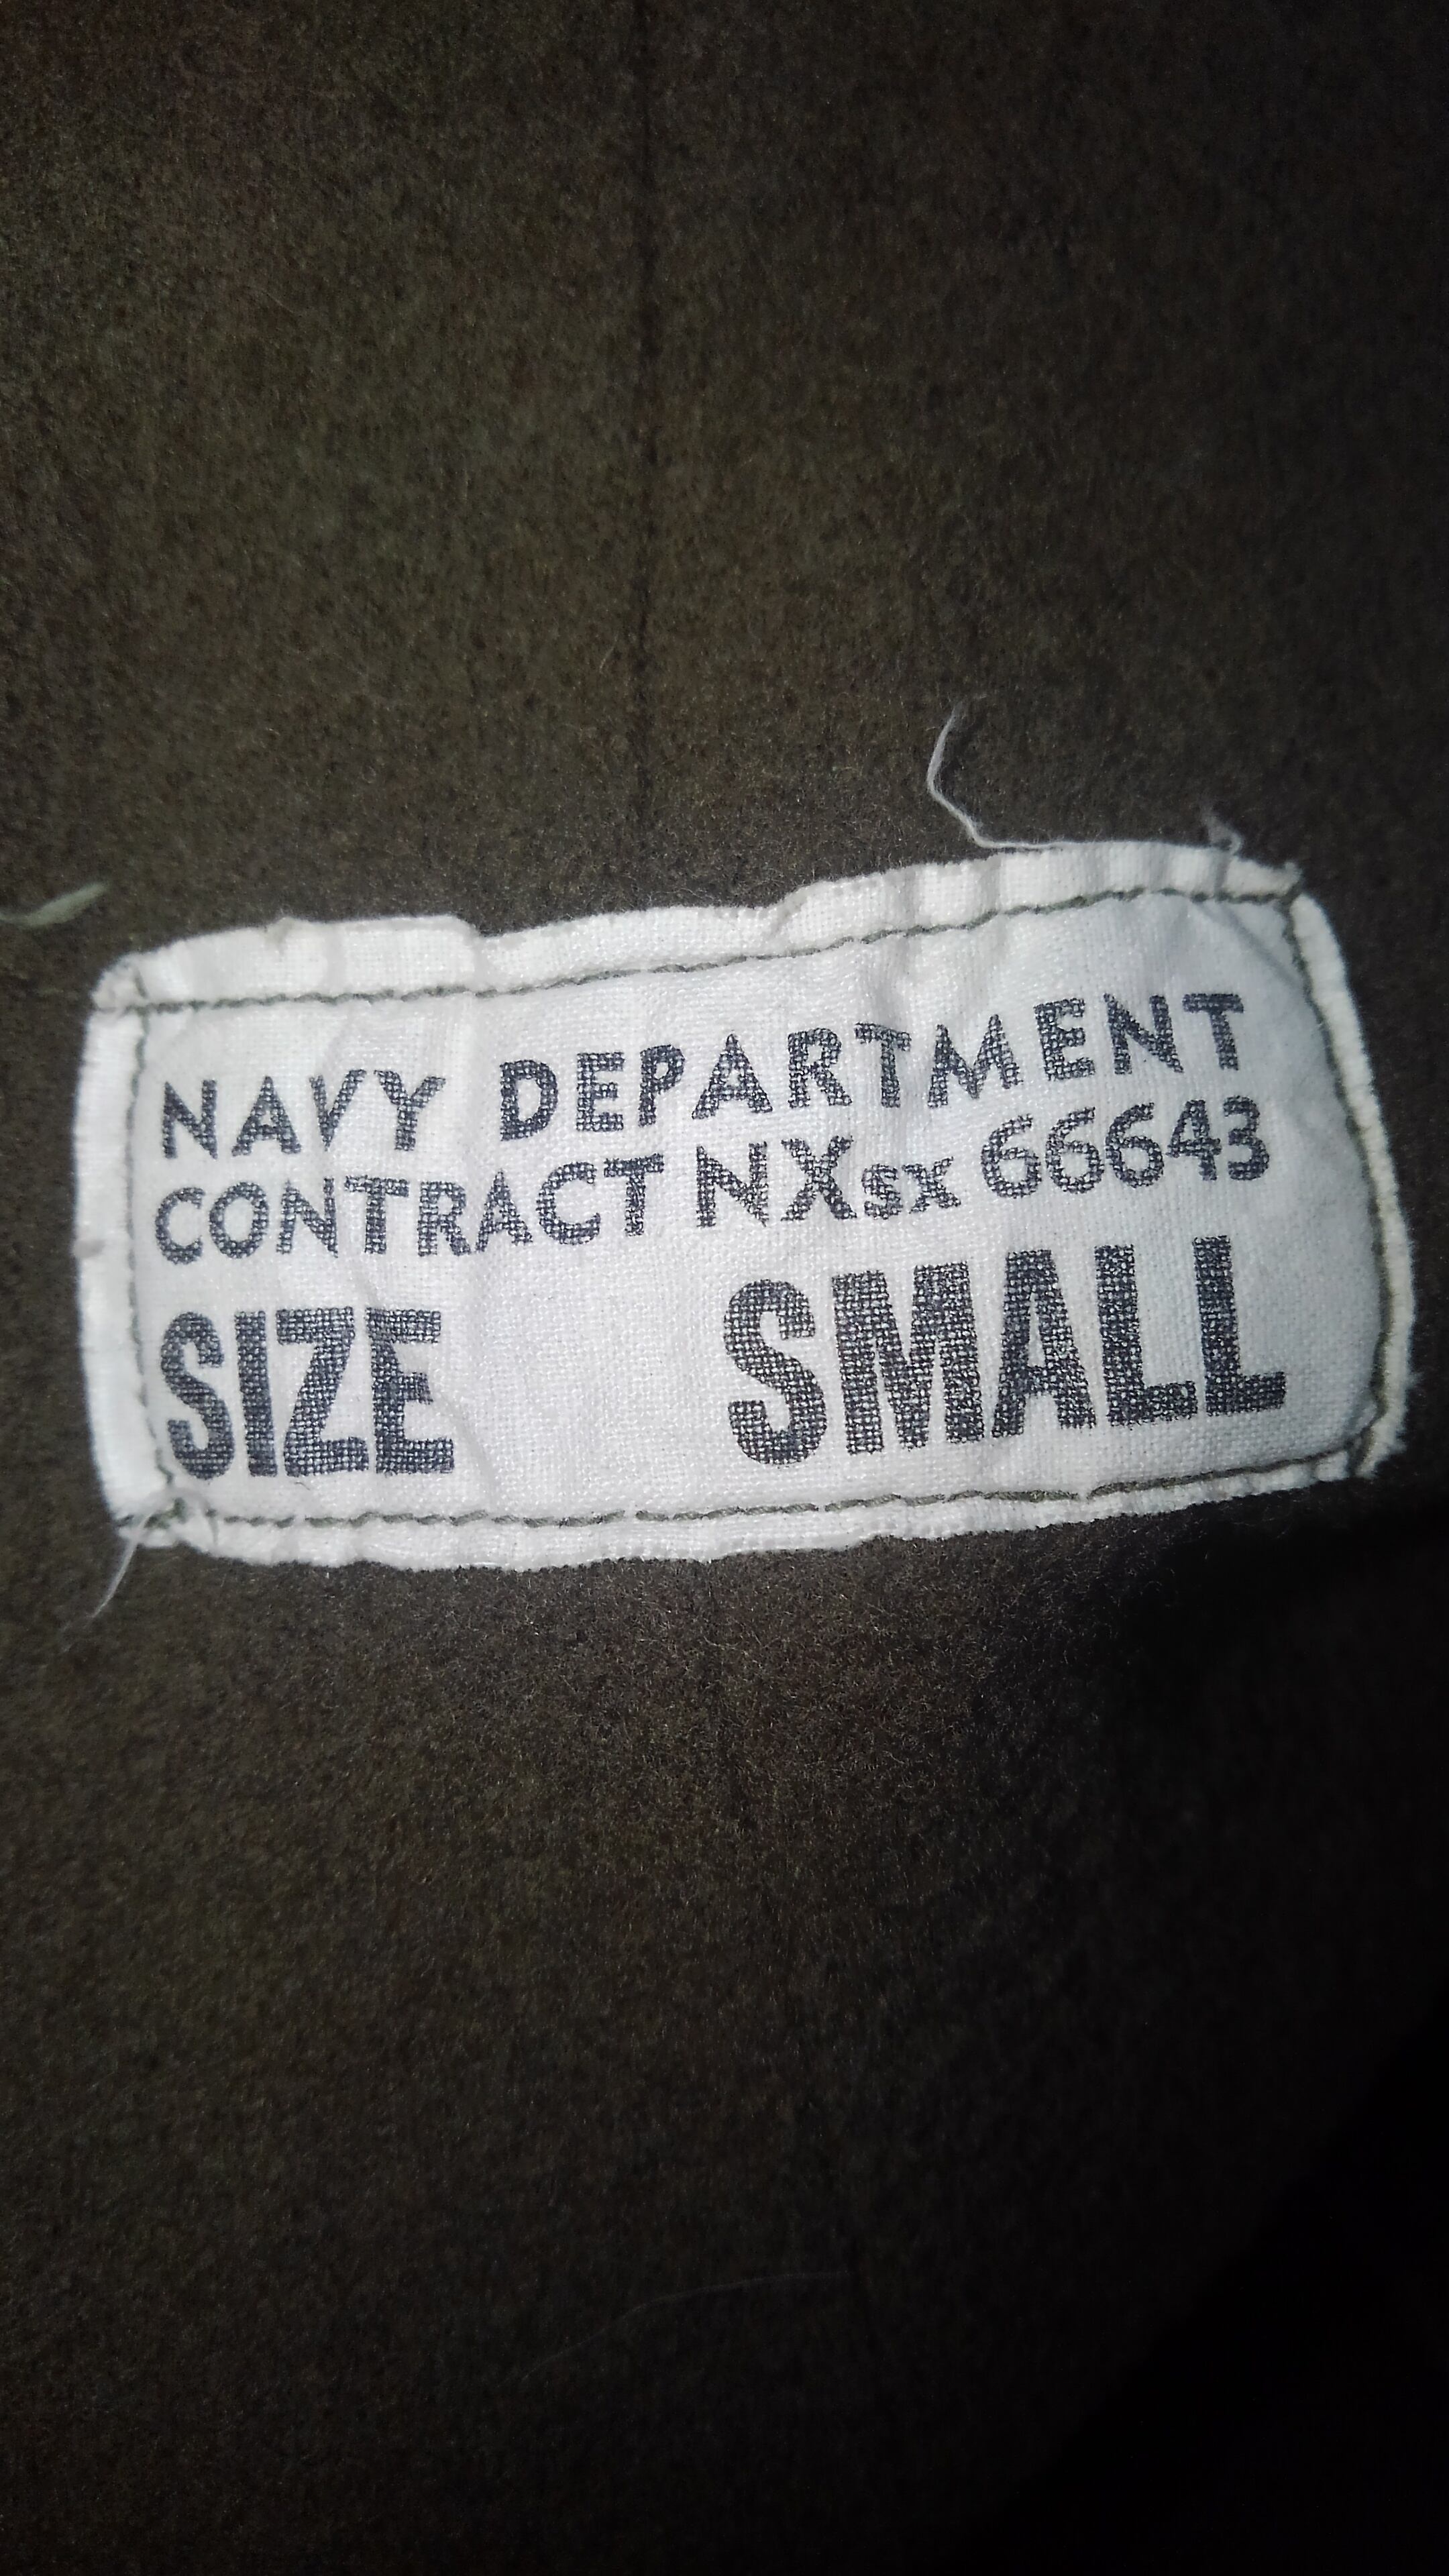 NAVY DEPARTMENT
CONTRACT NXsx 66643
SIZE SMALL